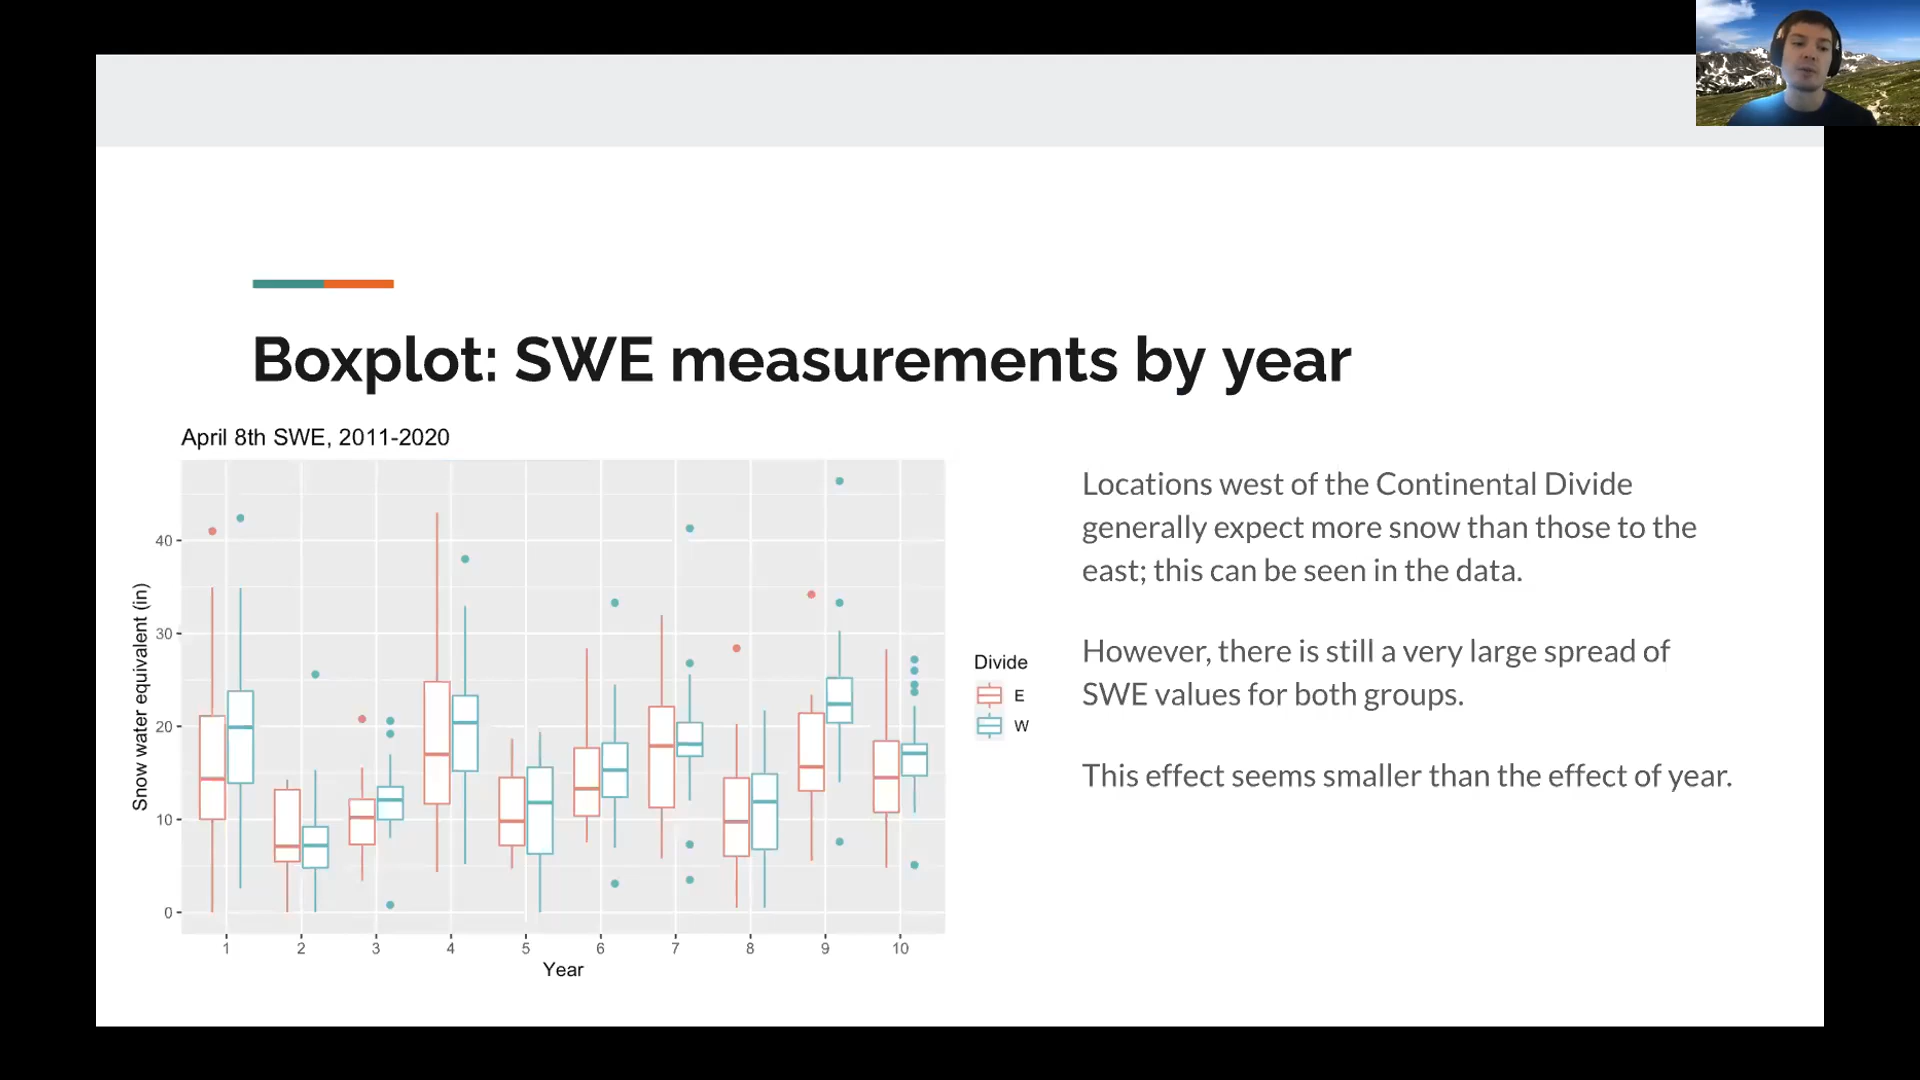 Boxplot: SWE measurements by year
April 8th SWE, 2011-2020
Snow water equivalent (in)
40
30
20
10
0
1 2 3 4 5 6 7 8 9 10
Year
Divide
E
W
Locations west of the Continental Divide
generally expect more snow than those to the
east; this can be seen in the data.
However, there is still a very large spread of
SWE values for both groups.
This effect seems smaller than the effect of year.